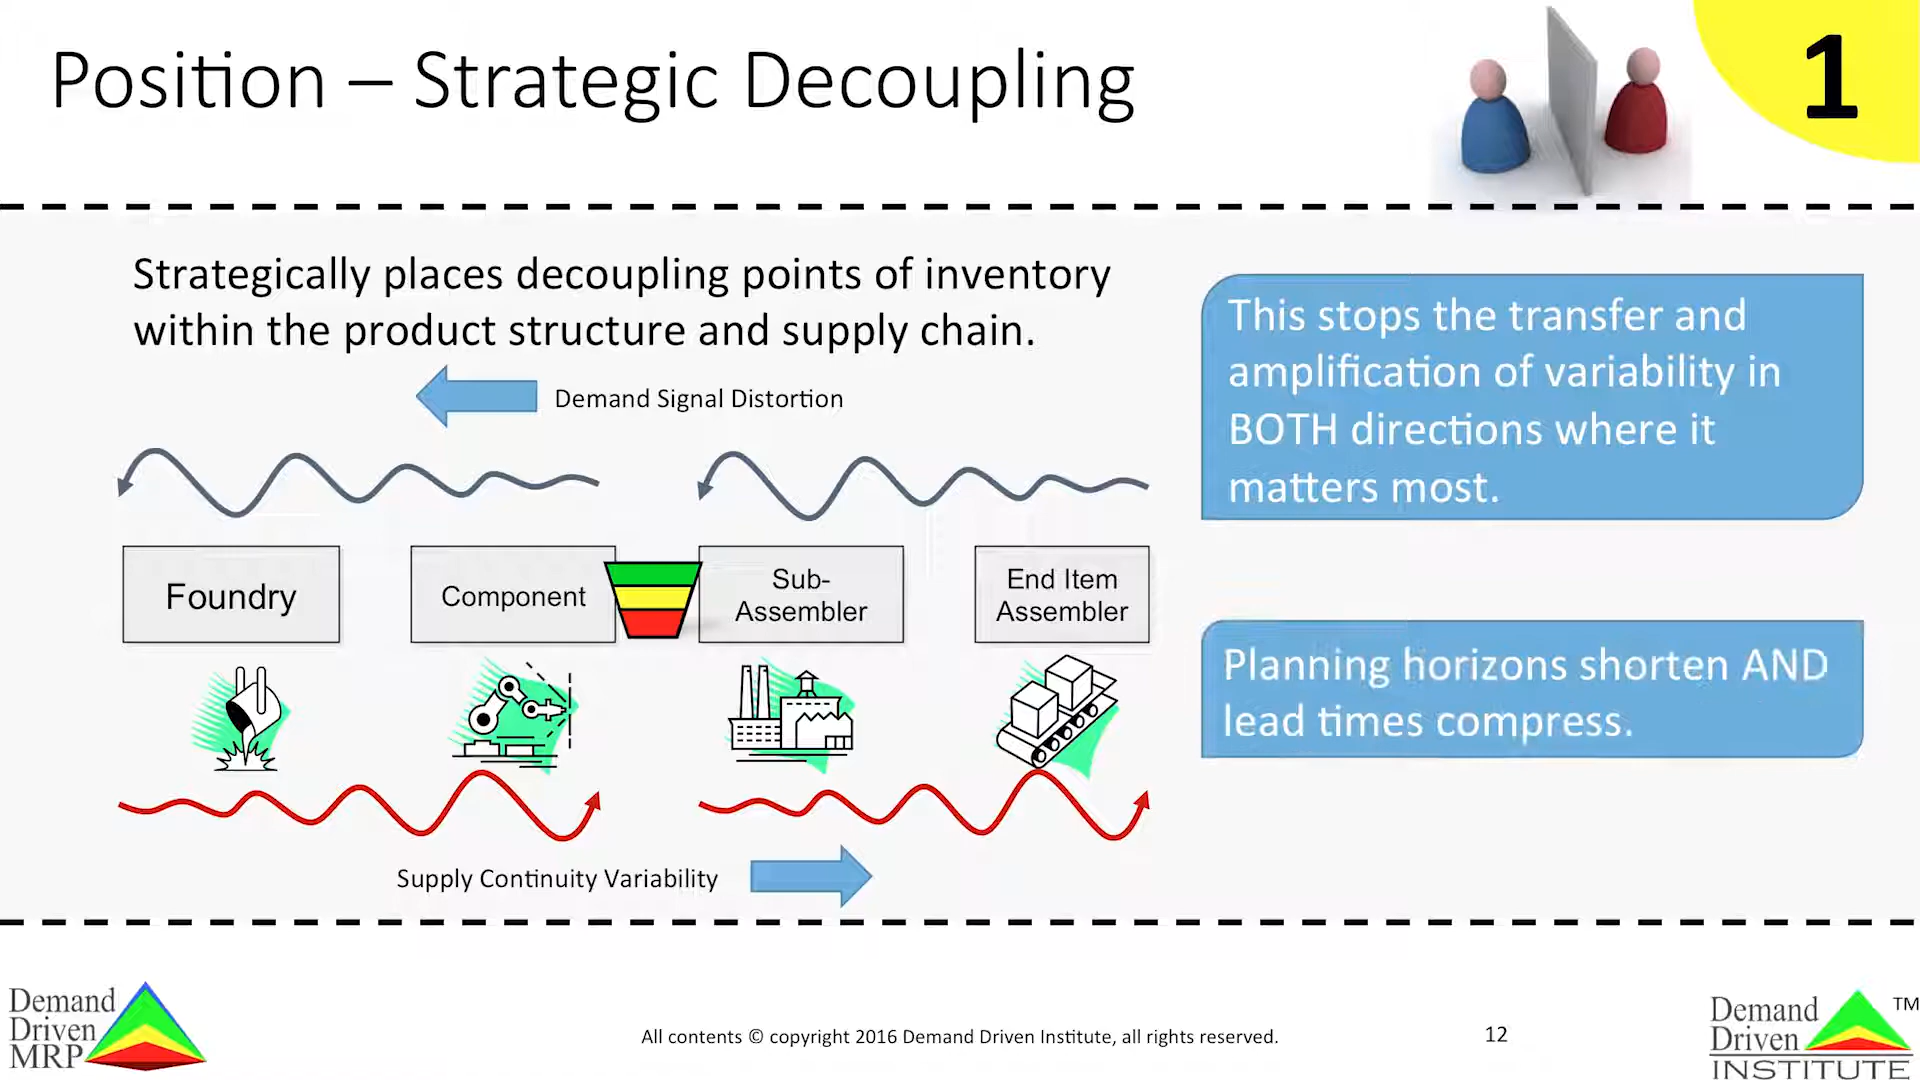 Position – Strategic Decoupling
1
Strategically places decoupling points of inventory
within the product structure and supply chain.
Demand Signal Distortion
Foundry
Component
Sub-
Assembler
End Item
Assembler
Supply Continuity Variability
This stops the transfer and
amplification of variability in
BOTH directions where it
matters most.
Planning horizons shorten AND
lead times compress.
Demand
Driven
MRP
All contents © copyright 2016 Demand Driven Institute, all rights reserved.
12
Demand
Driven
INSTITUTE
TM